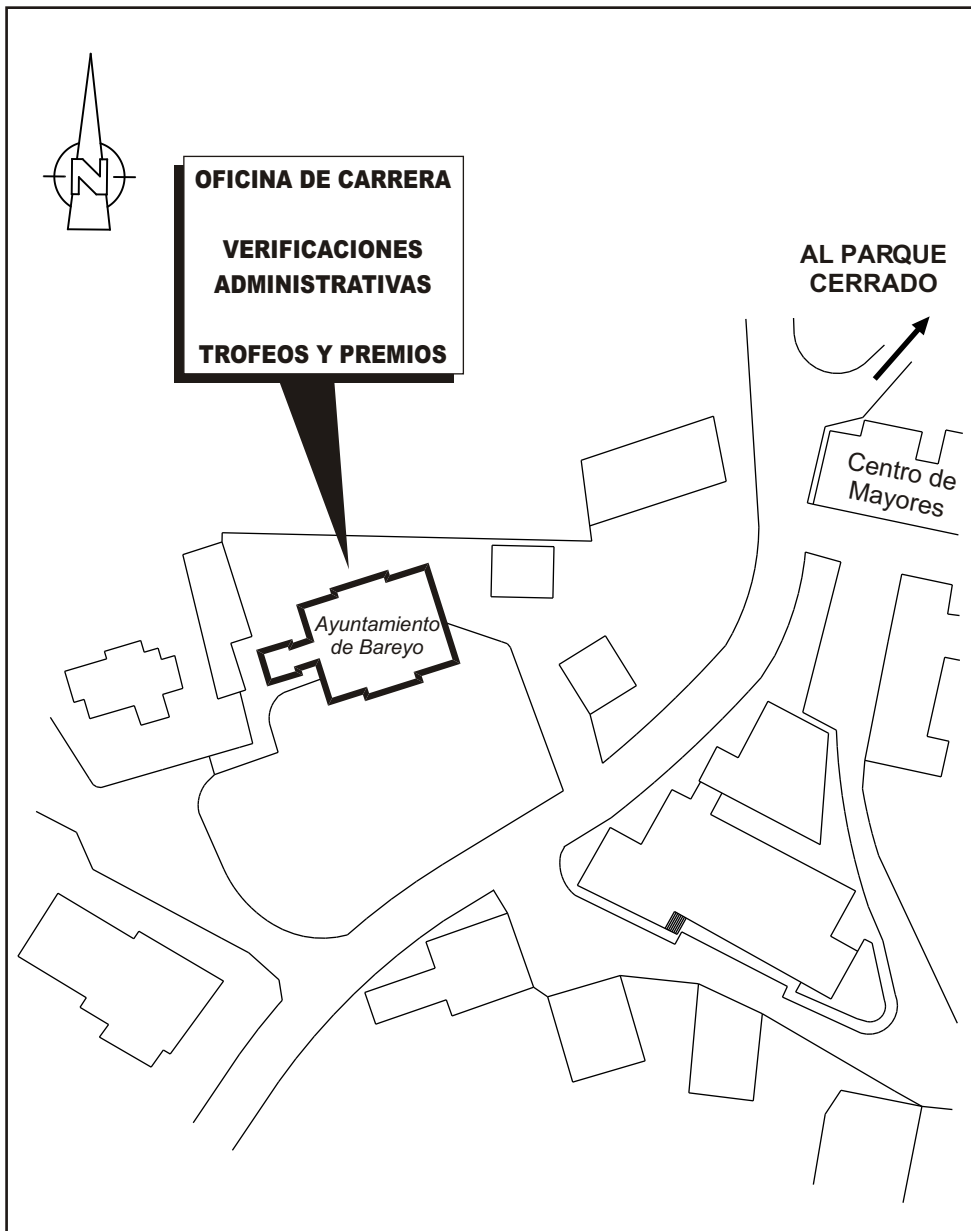 N
OFICINA DE CARRERA
VERIFICACIONES
ADMINISTRATIVAS
TROFEOS Y PREMIOS
AL PARQUE
CERRADO
Centro de
Mayores
Ayuntamiento
de Bareyo